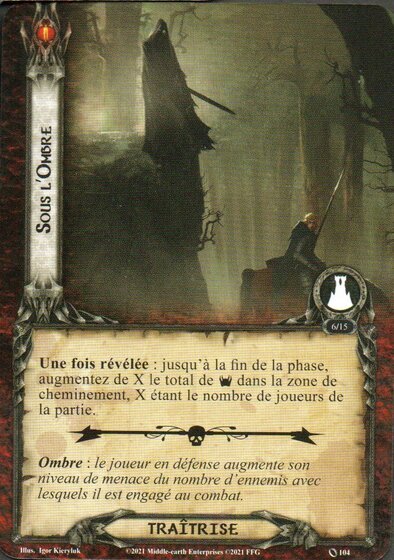 SOUS L'OMBRE
6/15
Une fois révélée : jusqu'à la fin de la phase,
augmentez de X le total de dans la zone de
cheminement, X étant le nombre de joueurs de
la partie.
Ombre : le joueur en défense augmente son
niveau de menace du nombre d'ennemis avec
lesquels il est engagé au combat.
TRAÎTRISE
Illus. Igor Kieryluk ©2021 Middle-earth Enterprises ©2021 FFG 104